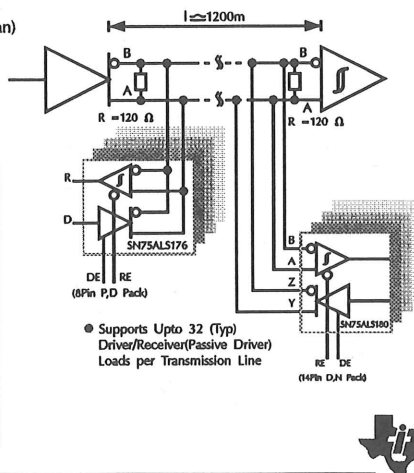 an)
l≃1200m
B
B
A
A
R =120 Ω
R =120 Ω
R
D
SN75ALS176
DE
RE
(8Pin P,D Pack)
B
A
Z
Y
SN75ALS180
RE
DE
(14Pin D,N Pack)
● Supports Upto 32 (Typ)
Driver/Receiver(Passive Driver)
Loads per Transmission Line